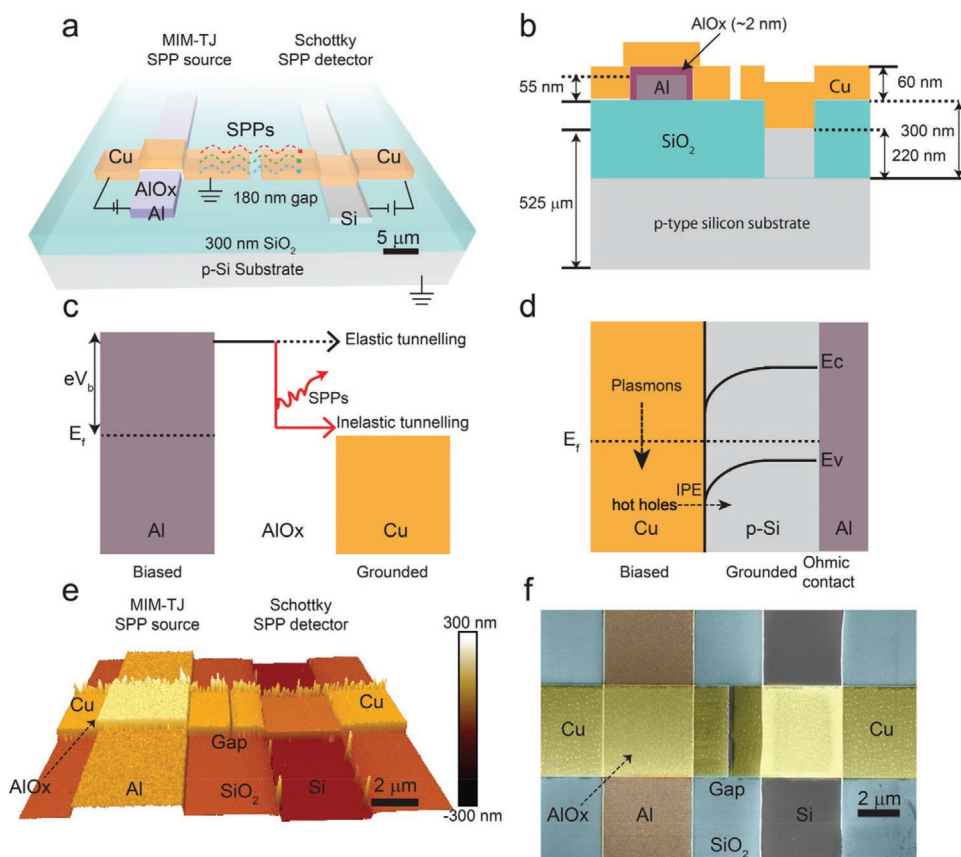 a
MIM-TJ
SPP source
Schottky
SPP detector
SPPs
Cu
Cu
AlOx
Al
180 nm gap
Si
300 nm SiO2
5 μm
p-Si Substrate
b
AlOx (~2 nm)
55 nm
Al
Cu
60 nm
SiO2
300 nm
220 nm
525 μm
p-type silicon substrate
c
eVb
Elastic tunnelling
SPPs
Ef
Inelastic tunnelling
Al
AlOx
Cu
Biased
Grounded
d
Plasmons
Ec
Ef
Ev
IPE
hot holes
Cu
p-Si
Al
Biased
Grounded
Ohmic
contact
e
MIM-TJ
SPP source
Schottky
SPP detector
300 nm
-300 nm
Cu
Cu
Gap
AlOx
Al
SiO2
Si
2 μm
f
Cu
Cu
Gap
AlOx
Al
Si
SiO2
2 μm